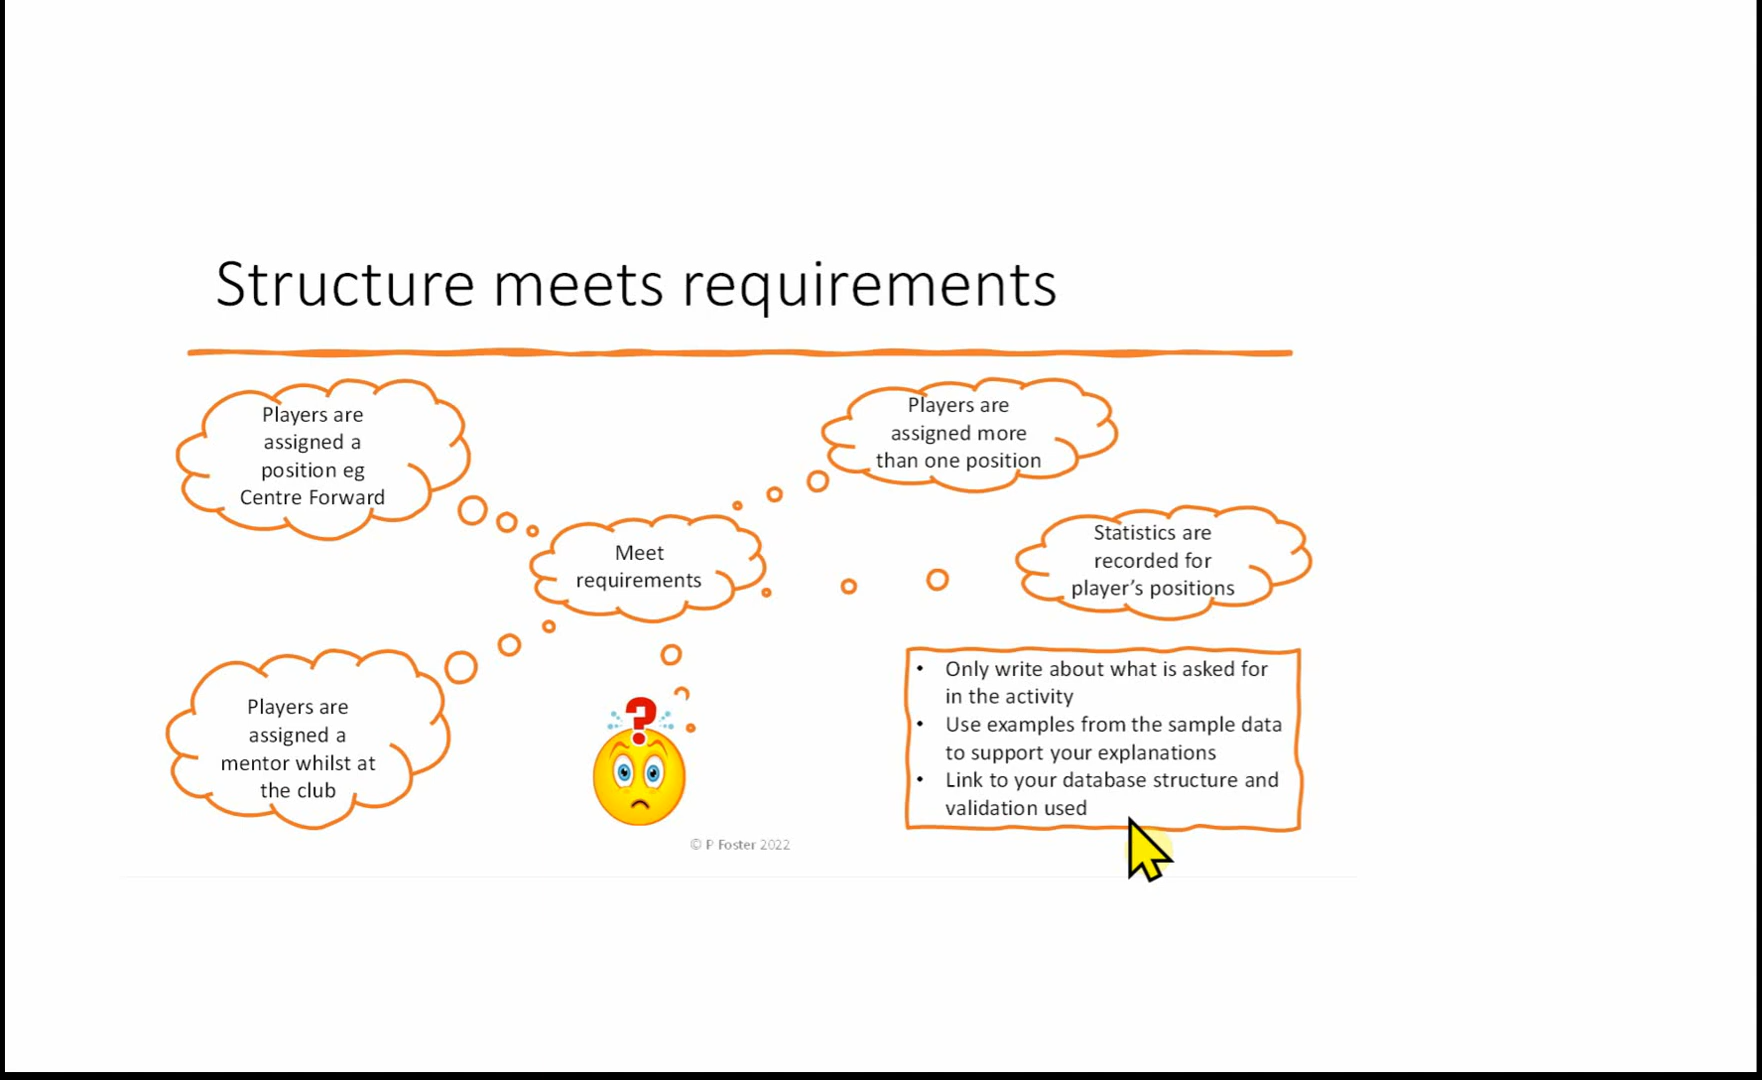 Structure meets requirements
Players are
assigned a
position eg
Centre Forward
Players are
assigned more
than one position
Meet
requirements
Statistics are
recorded for
player's positions
Players are
assigned a
mentor whilst at
the club
?
• Only write about what is asked for
in the activity
• Use examples from the sample data
to support your explanations
• Link to your database structure and
validation used
© P Foster 2022